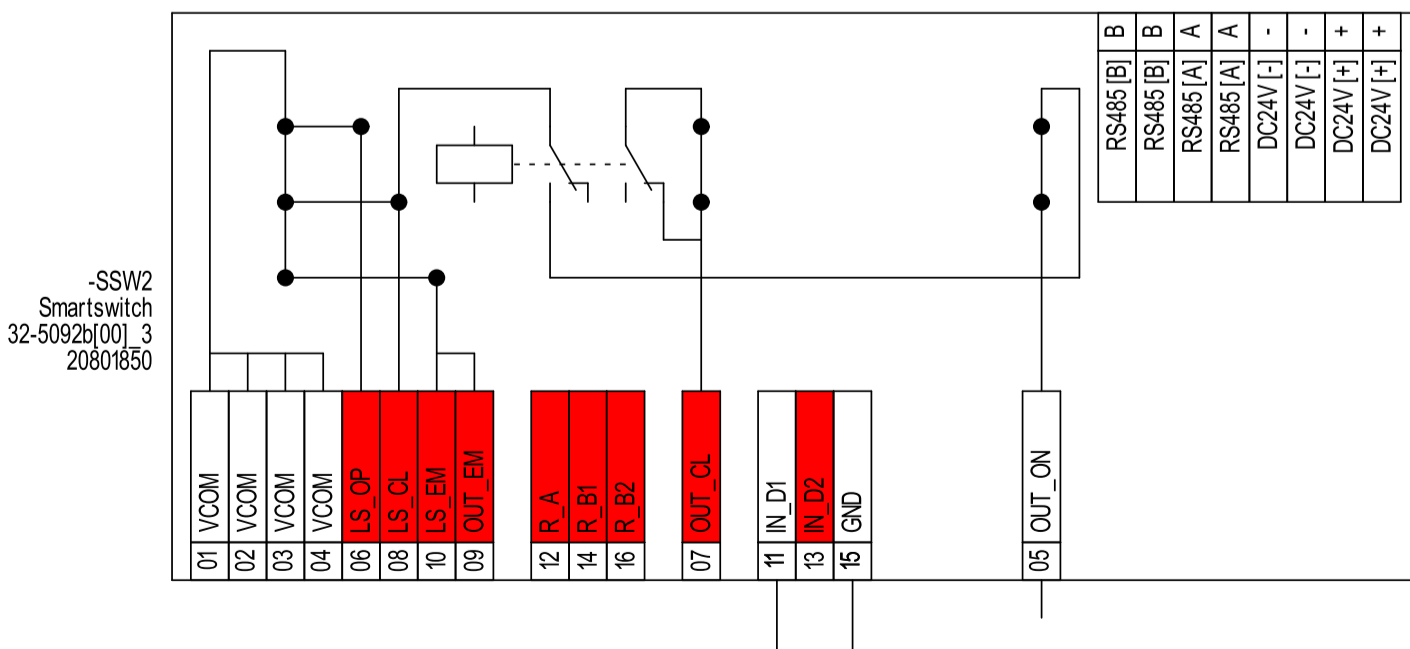 B
B
A
A
-
-
+
+
RS485 [B]
RS485 [B]
RS485 [A]
RS485 [A]
DC24V [-]
DC24V [-]
DC24V [+]
DC24V [+]
-SSW2
Smartswitch
32-5092b[00]_3
20801850
VCOM
VCOM
VCOM
VCOM
LS_OP
LS_CL
LS_EM
OUT_EM
R_A
R_B1
R_B2
OUT_CL
IN_D1
IN_D2
GND
OUT_ON
01
02
03
04
06
08
10
09
12
14
16
07
11
13
15
05